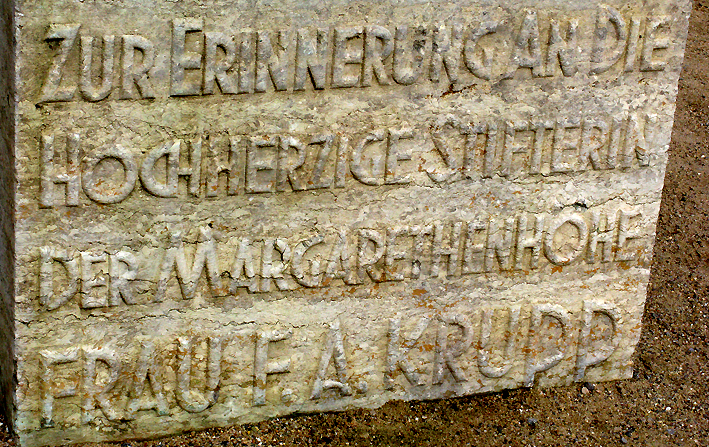 ZUR ERINNERUNG AN DIE
HOCHHERZIGE STIFTERIN
DER MARGARETHENHÖHE
FRAU F. A. KRUPP